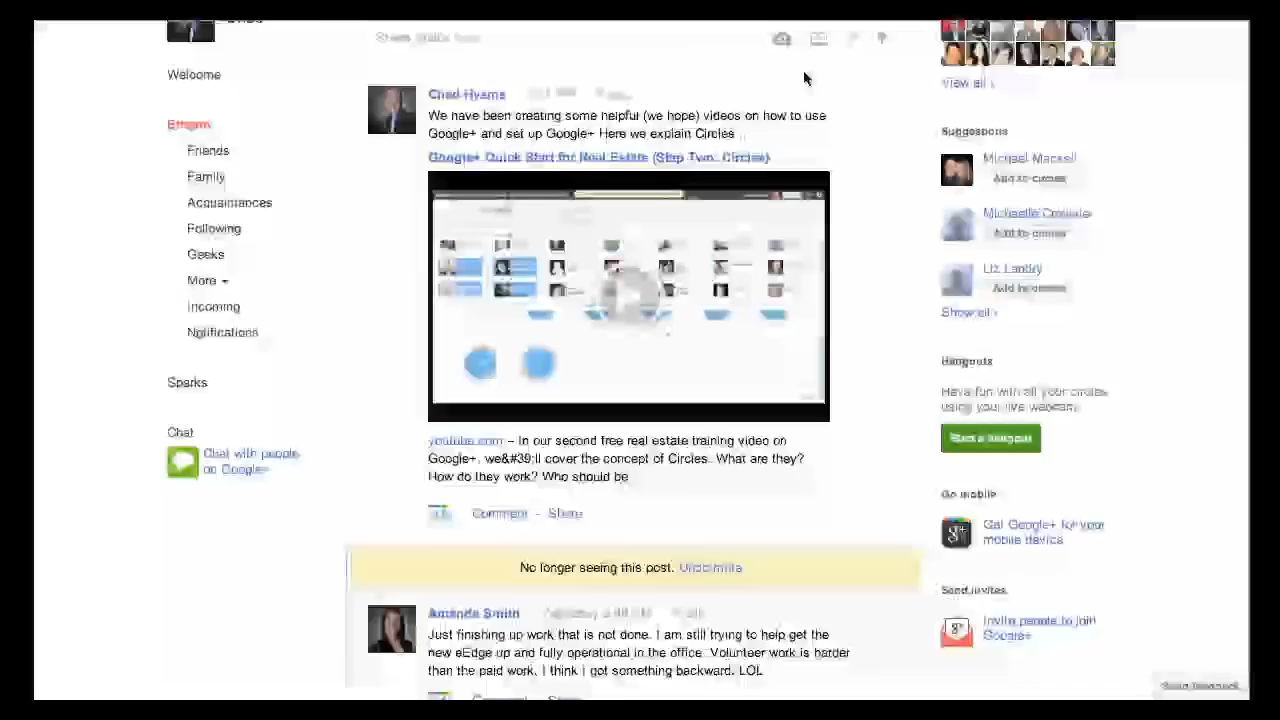 Welcome
Friends
Family
Acquaintances
Following
Geeks
More
Incoming
Notifications
Sparks
Chat
Chat with people
on Google+
Chad Hyams
We have been creating some helpful (we hope) videos on how to use
Google+ and set up Google+ Here we explain Circles
Google+ Quick Start for Real Estate (Step Two: Circles)
youtube.com – In our second free real estate training video on
Google+, we&#39;ll cover the concept of Circles. What are they?
How do they work? Who should be
Comment - Share
No longer seeing this post.
Amanda Smith
Just finishing up work that is not done. I am still trying to help get the
new eEdge up and fully operational in the office. Volunteer work is harder
than the paid work. I think I got something backward. LOL
View all ›
Suggestions
Michael
Add to circles
Add to circles
Liz Landry
Add to circles
Show all ›
Hangouts
Have fun with all your circles
using your live webcam.
Start a hangout
Go mobile
Get Google+ for your
mobile device
Send invites
Invite people to join
Google+
Send feedback